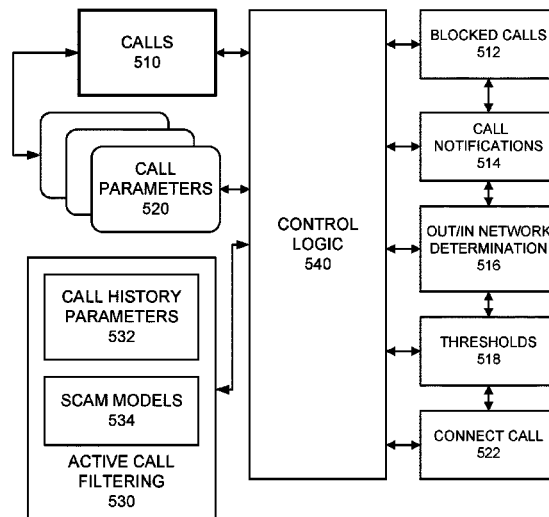 CALLS
510
CALL
PARAMETERS
520
CALL HISTORY
PARAMETERS
532
SCAM MODELS
534
ACTIVE CALL
FILTERING
530
CONTROL
LOGIC
540
BLOCKED CALLS
512
CALL
NOTIFICATIONS
514
OUT/IN NETWORK
DETERMINATION
516
THRESHOLDS
518
CONNECT CALL
522